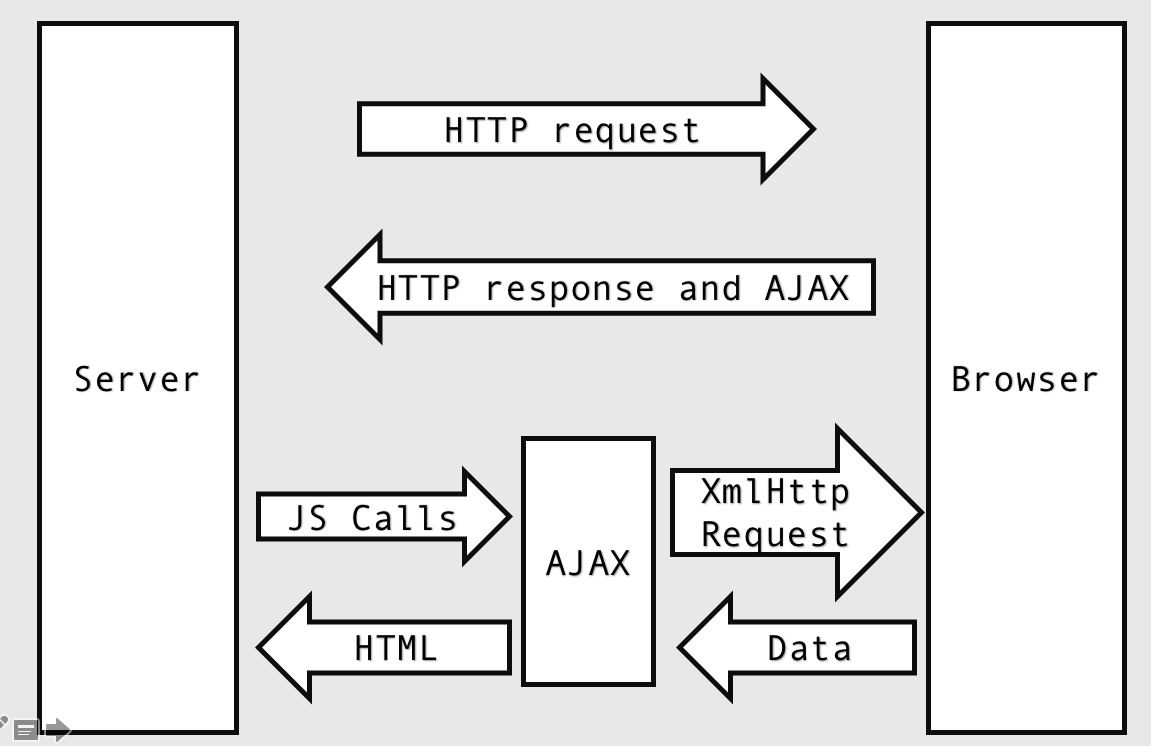 HTTP request
HTTP response and AJAX
Server
Browser
JS Calls
AJAX
XmlHttp
Request
HTML
Data